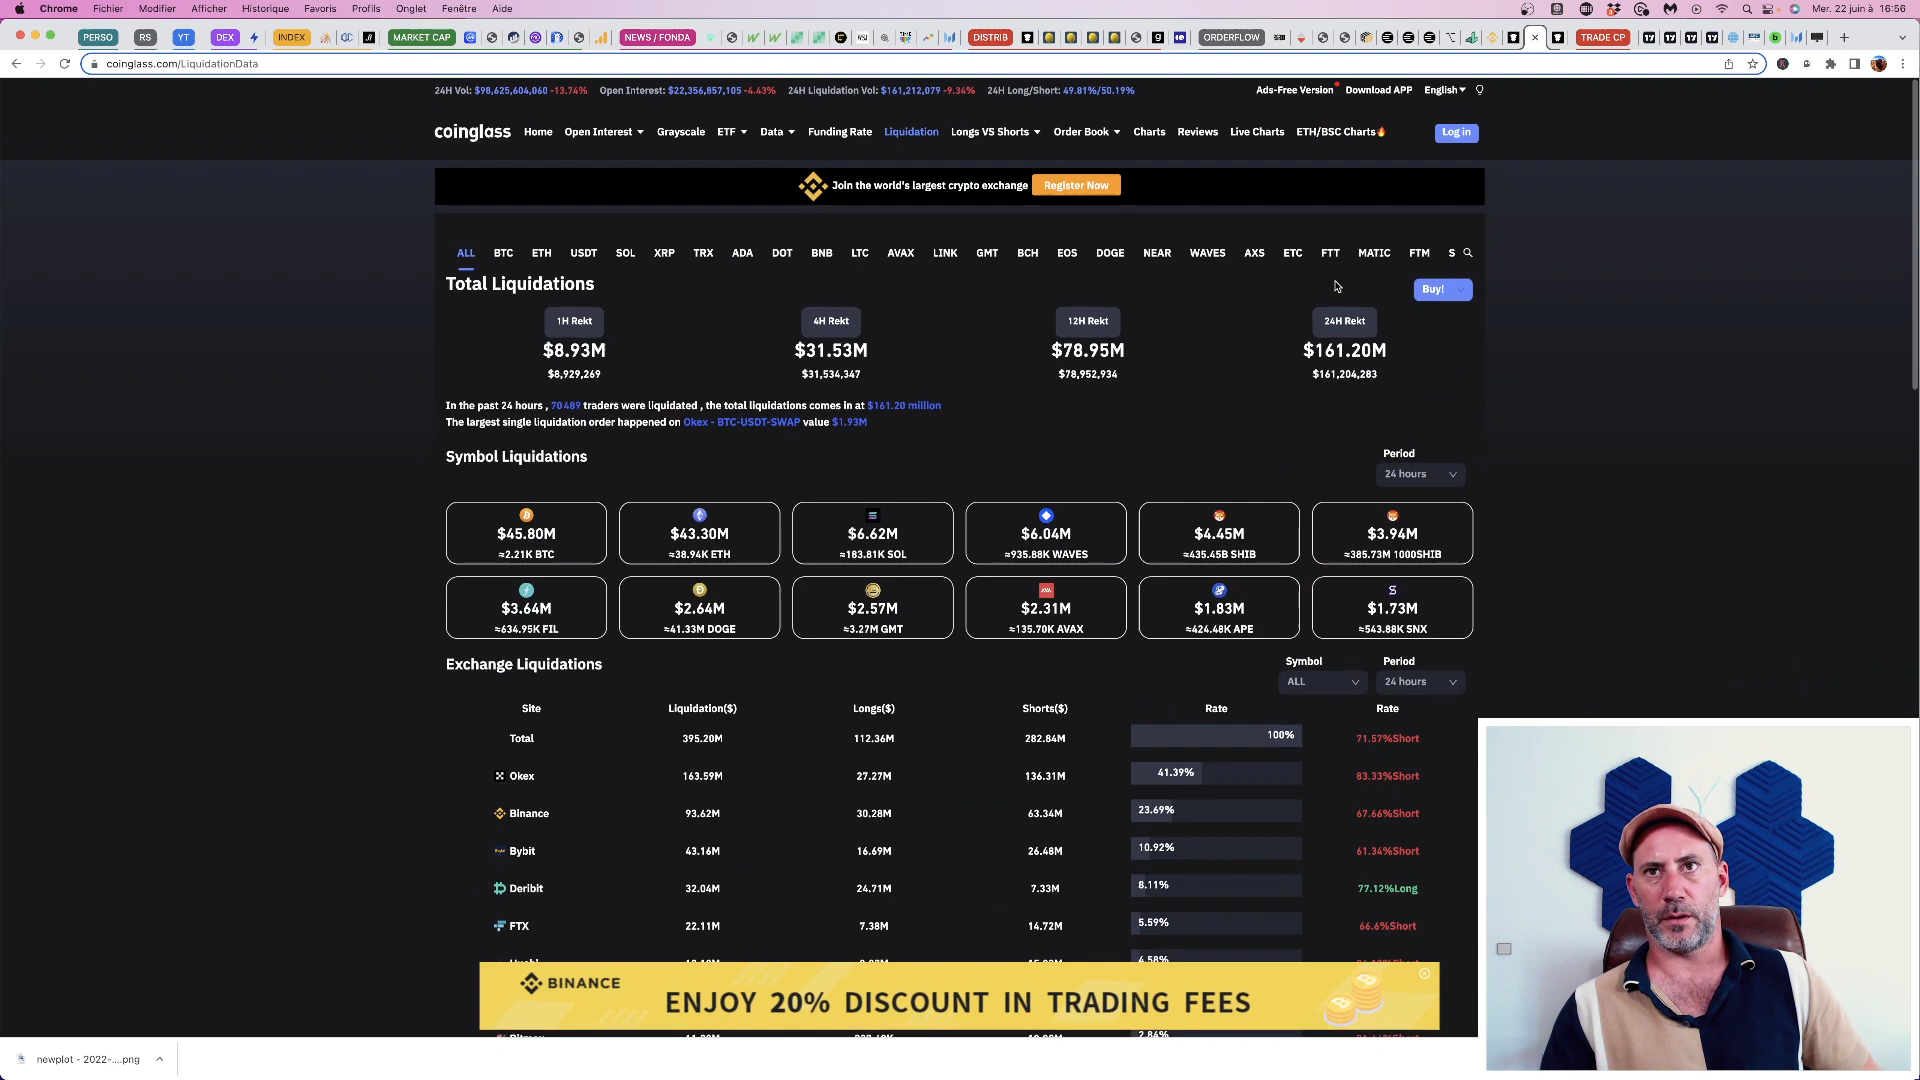 Chrome Fichier Modifier Afficher Historique Favoris Profils Onglet Fenêtre Aide Mer. 22 juin à 16:56
PERSO RS YT DEX INDEX MARKET CAP NEWS / FONDA DISTRIB ORDERFLOW TRADE CP
coinglass.com/LiquidationData
24H Vol: $98,625,604,060 -13.74% Open Interest: $22,356,857,105 -4.43% 24H Liquidation Vol: $161,212,079 -9.34% 24H Long/Short: 49.81%/50.19% Ads-Free Version Download APP English
coinglass Home Open Interest Grayscale ETF Data Funding Rate Liquidation Longs VS Shorts Order Book Charts Reviews Live Charts ETH/BSC Charts Log in
Join the world's largest crypto exchange Register Now
ALL BTC ETH USDT SOL XRP TRX ADA DOT BNB LTC AVAX LINK GMT BCH EOS DOGE NEAR WAVES AXS ETC FTT MATIC FTM S
Total Liquidations Buy!
1H Rekt 4H Rekt 12H Rekt 24H Rekt
$8.93M $31.53M $78.95M $161.20M
$8,929,269 $31,534,347 $78,952,934 $161,204,283
In the past 24 hours , 70 489 traders were liquidated , the total liquidations comes in at $161.20 million
The largest single liquidation order happened on Okex - BTC-USDT-SWAP value $1.93M
Symbol Liquidations Period
24 hours
$45.80M $43.30M $6.62M $6.04M $4.45M $3.94M
≈2.21K BTC ≈38.94K ETH ≈183.81K SOL ≈935.88K WAVES ≈435.45B SHIB ≈385.73M 1000SHIB
$3.64M $2.64M $2.57M $2.31M $1.83M $1.73M
≈634.95K FIL ≈41.33M DOGE ≈3.27M GMT ≈135.70K AVAX ≈424.48K APE ≈543.88K SNX
Exchange Liquidations Symbol Period
ALL 24 hours
Site Liquidation($) Longs($) Shorts($) Rate Rate
Total 395.20M 112.36M 282.84M 100% 71.57%Short
Okex 163.59M 27.27M 136.31M 41.39% 83.33%Short
Binance 93.62M 30.28M 63.34M 23.69% 67.66%Short
Bybit 43.16M 16.69M 26.48M 10.92% 61.34%Short
Deribit 32.04M 24.71M 7.33M 8.11% 77.12%Long
FTX 22.11M 7.38M 14.72M 5.59% 66.6%Short
4.58%
BINANCE ENJOY 20% DISCOUNT IN TRADING FEES
2.84%
newplot - 2022-....png